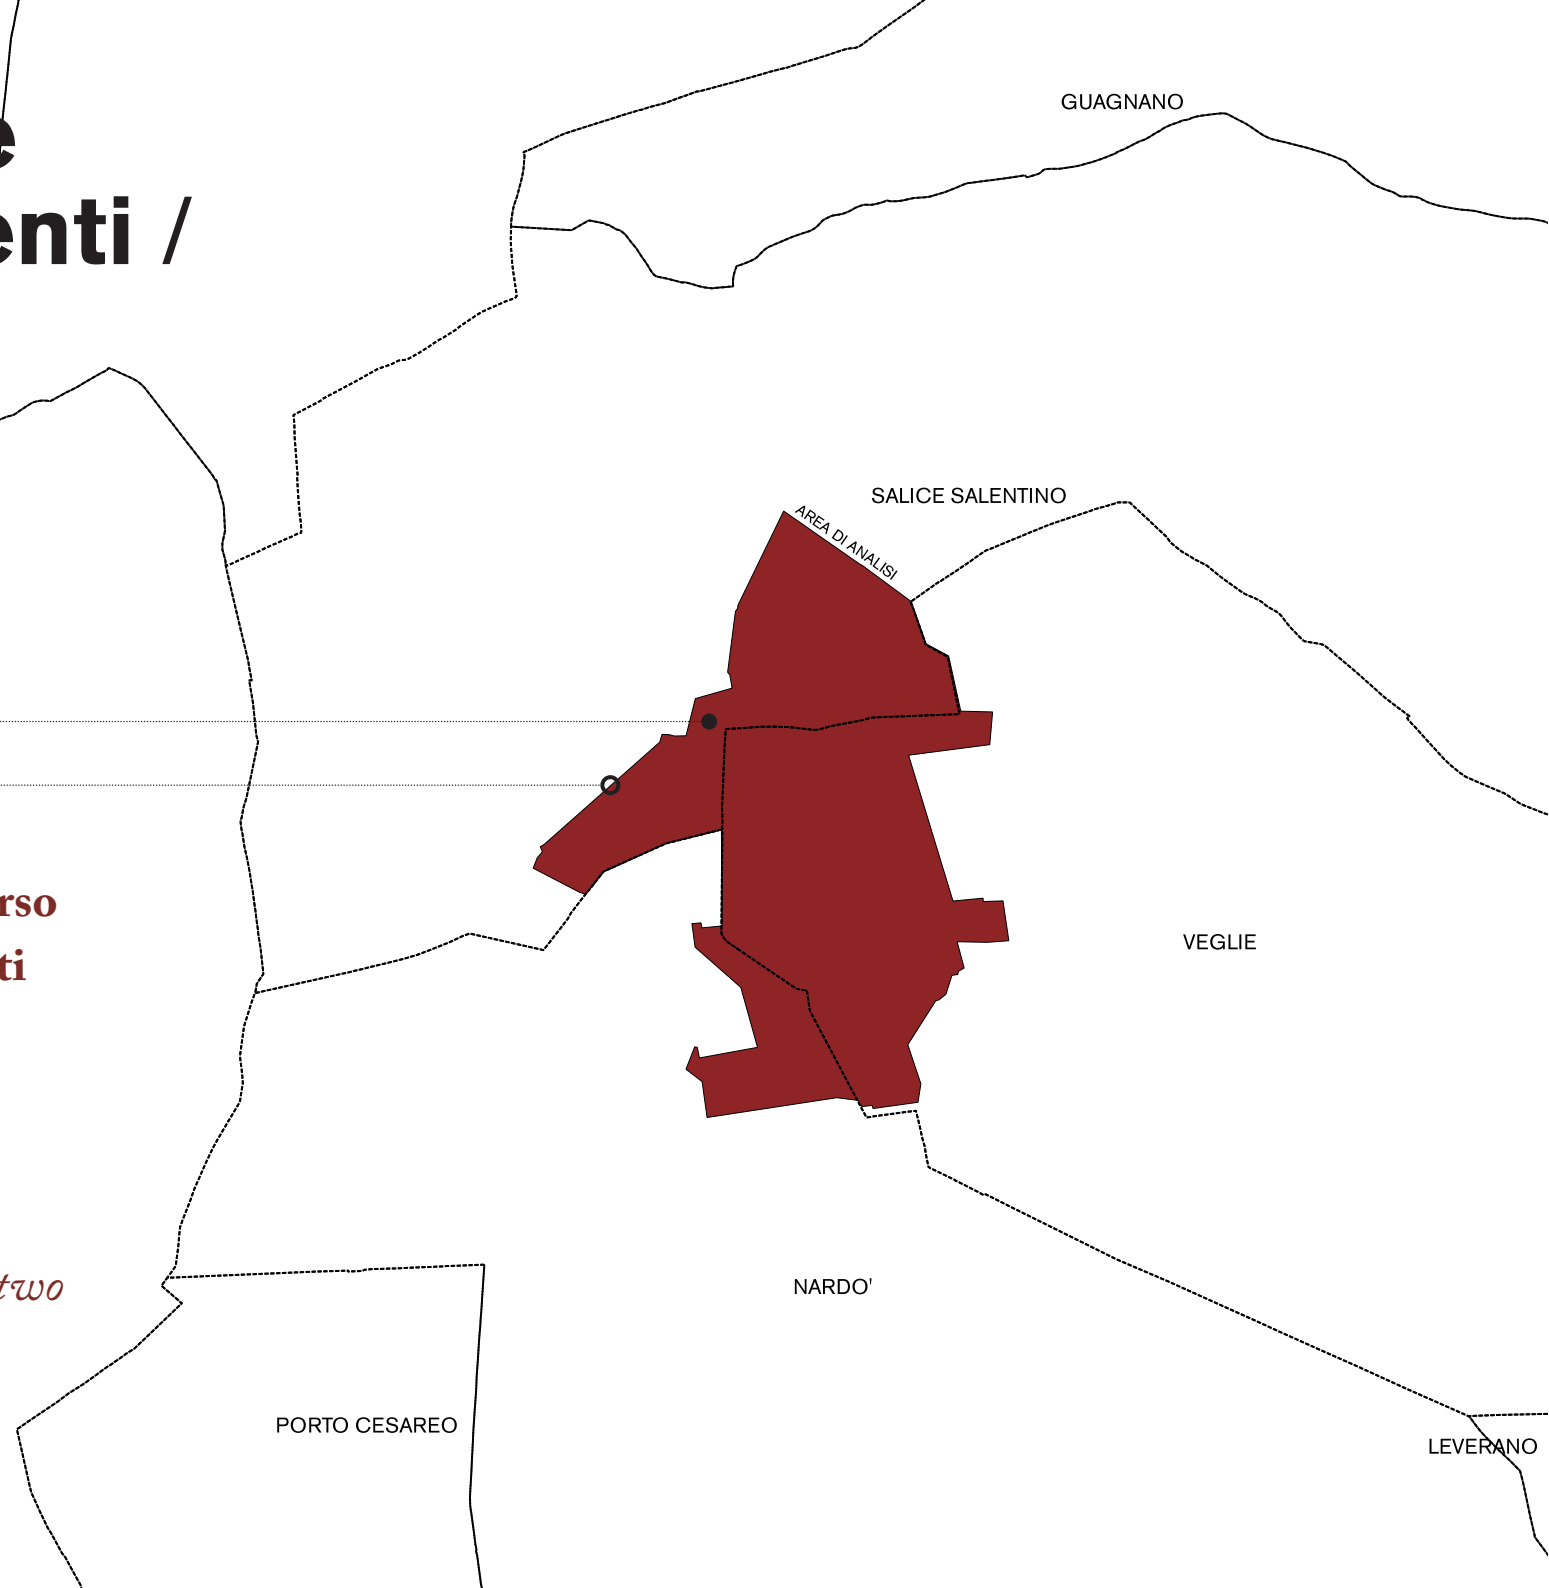 GUAGNANO
enti /
SALICE SALENTINO
AREA DI ANALISI
rso
VEGLIE
ti
two
NARDO'
PORTO CESAREO
LEVERANO